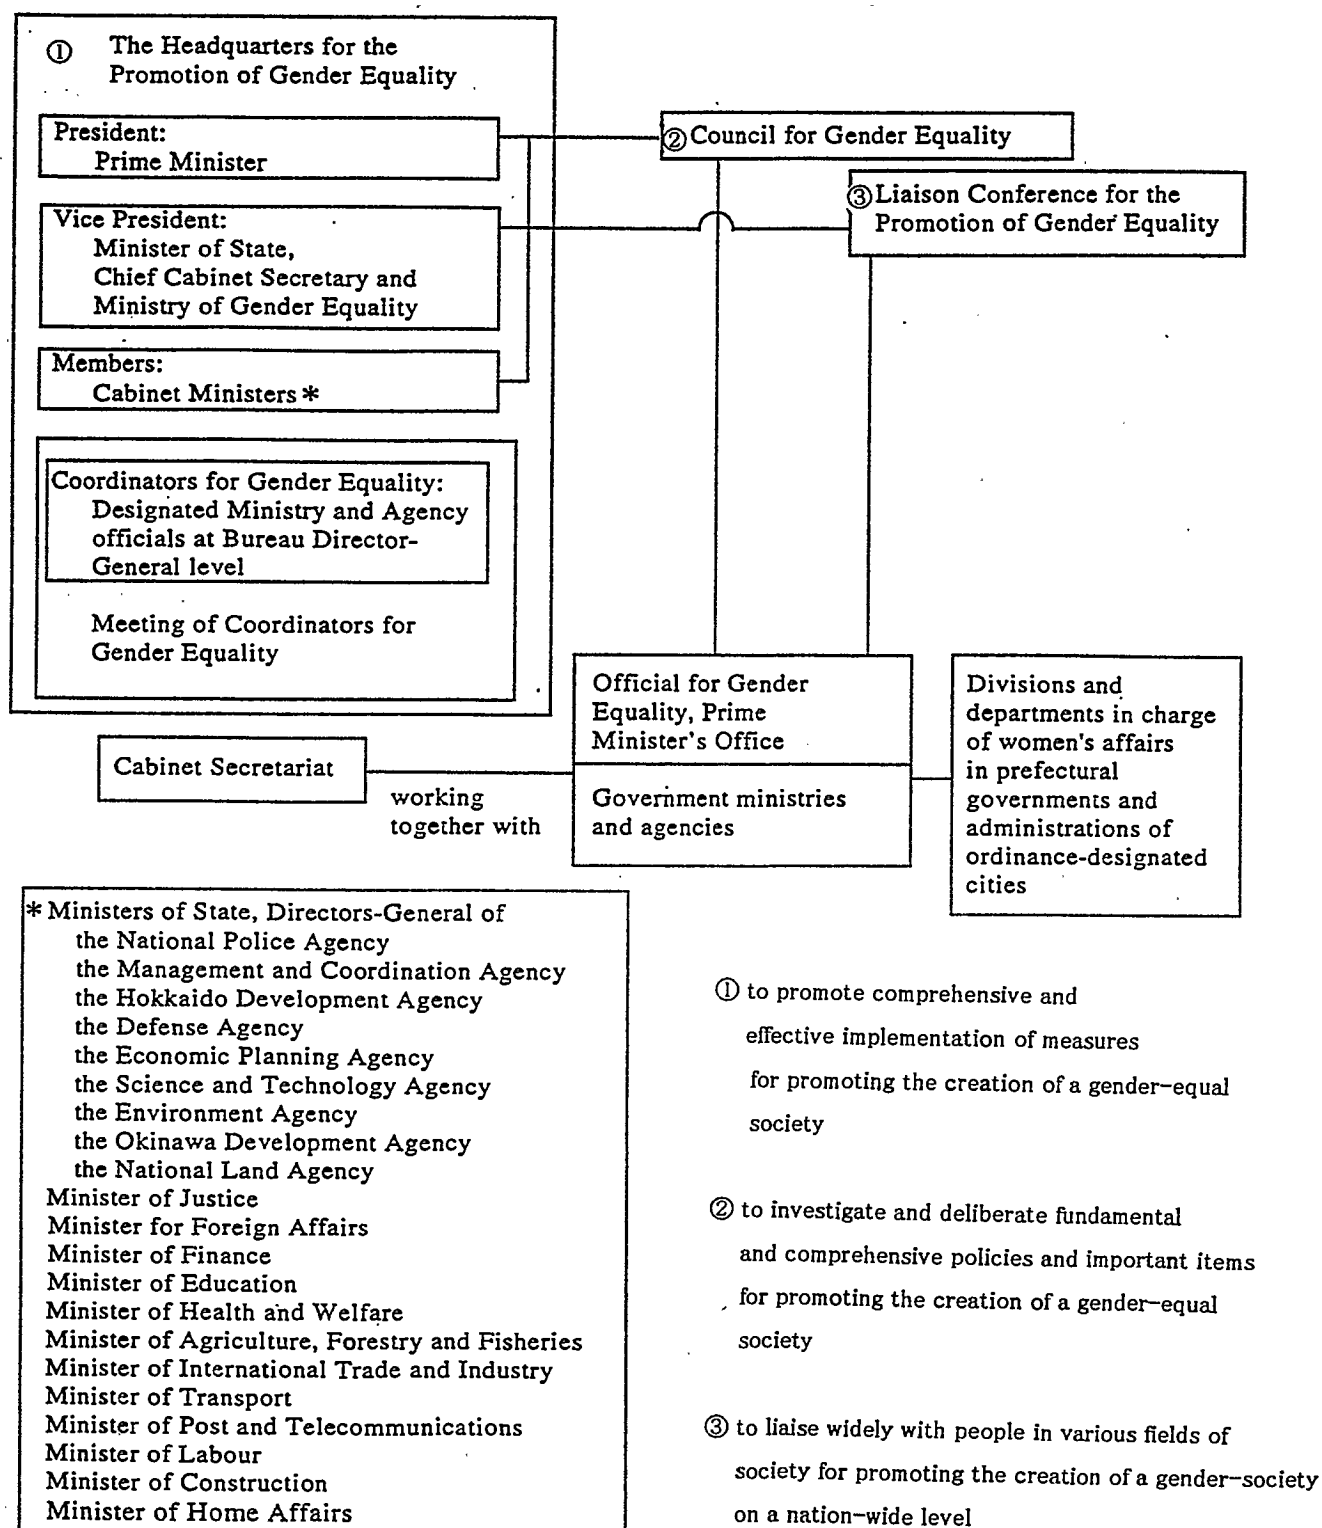 ① The Headquarters for the
Promotion of Gender Equality
President:
Prime Minister
Vice President:
Minister of State,
Chief Cabinet Secretary and
Ministry of Gender Equality
Members:
Cabinet Ministers *
Coordinators for Gender Equality:
Designated Ministry and Agency
officials at Bureau Director-
General level
Meeting of Coordinators for
Gender Equality
② Council for Gender Equality
③ Liaison Conference for the
Promotion of Gender Equality
Cabinet Secretariat
working
together with
Official for Gender
Equality, Prime
Minister's Office
Government ministries
and agencies
Divisions and
departments in charge
of women's affairs
in prefectural
governments and
administrations of
ordinance-designated
cities
* Ministers of State, Directors-General of
the National Police Agency
the Management and Coordination Agency
the Hokkaido Development Agency
the Defense Agency
the Economic Planning Agency
the Science and Technology Agency
the Environment Agency
the Okinawa Development Agency
the National Land Agency
Minister of Justice
Minister for Foreign Affairs
Minister of Finance
Minister of Education
Minister of Health and Welfare
Minister of Agriculture, Forestry and Fisheries
Minister of International Trade and Industry
Minister of Transport
Minister of Post and Telecommunications
Minister of Labour
Minister of Construction
Minister of Home Affairs
① to promote comprehensive and
effective implementation of measures
for promoting the creation of a gender-equal
society
② to investigate and deliberate fundamental
and comprehensive policies and important items
for promoting the creation of a gender-equal
society
③ to liaise widely with people in various fields of
society for promoting the creation of a gender-society
on a nation-wide level